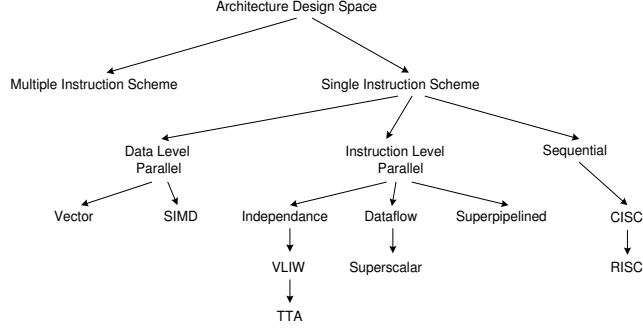 Architecture Design Space
Multiple Instruction Scheme
Single Instruction Scheme
Data Level
Parallel
Instruction Level
Parallel
Sequential
Vector
SIMD
Independance
Dataflow
Superpipelined
CISC
VLIW
Superscalar
RISC
TTA